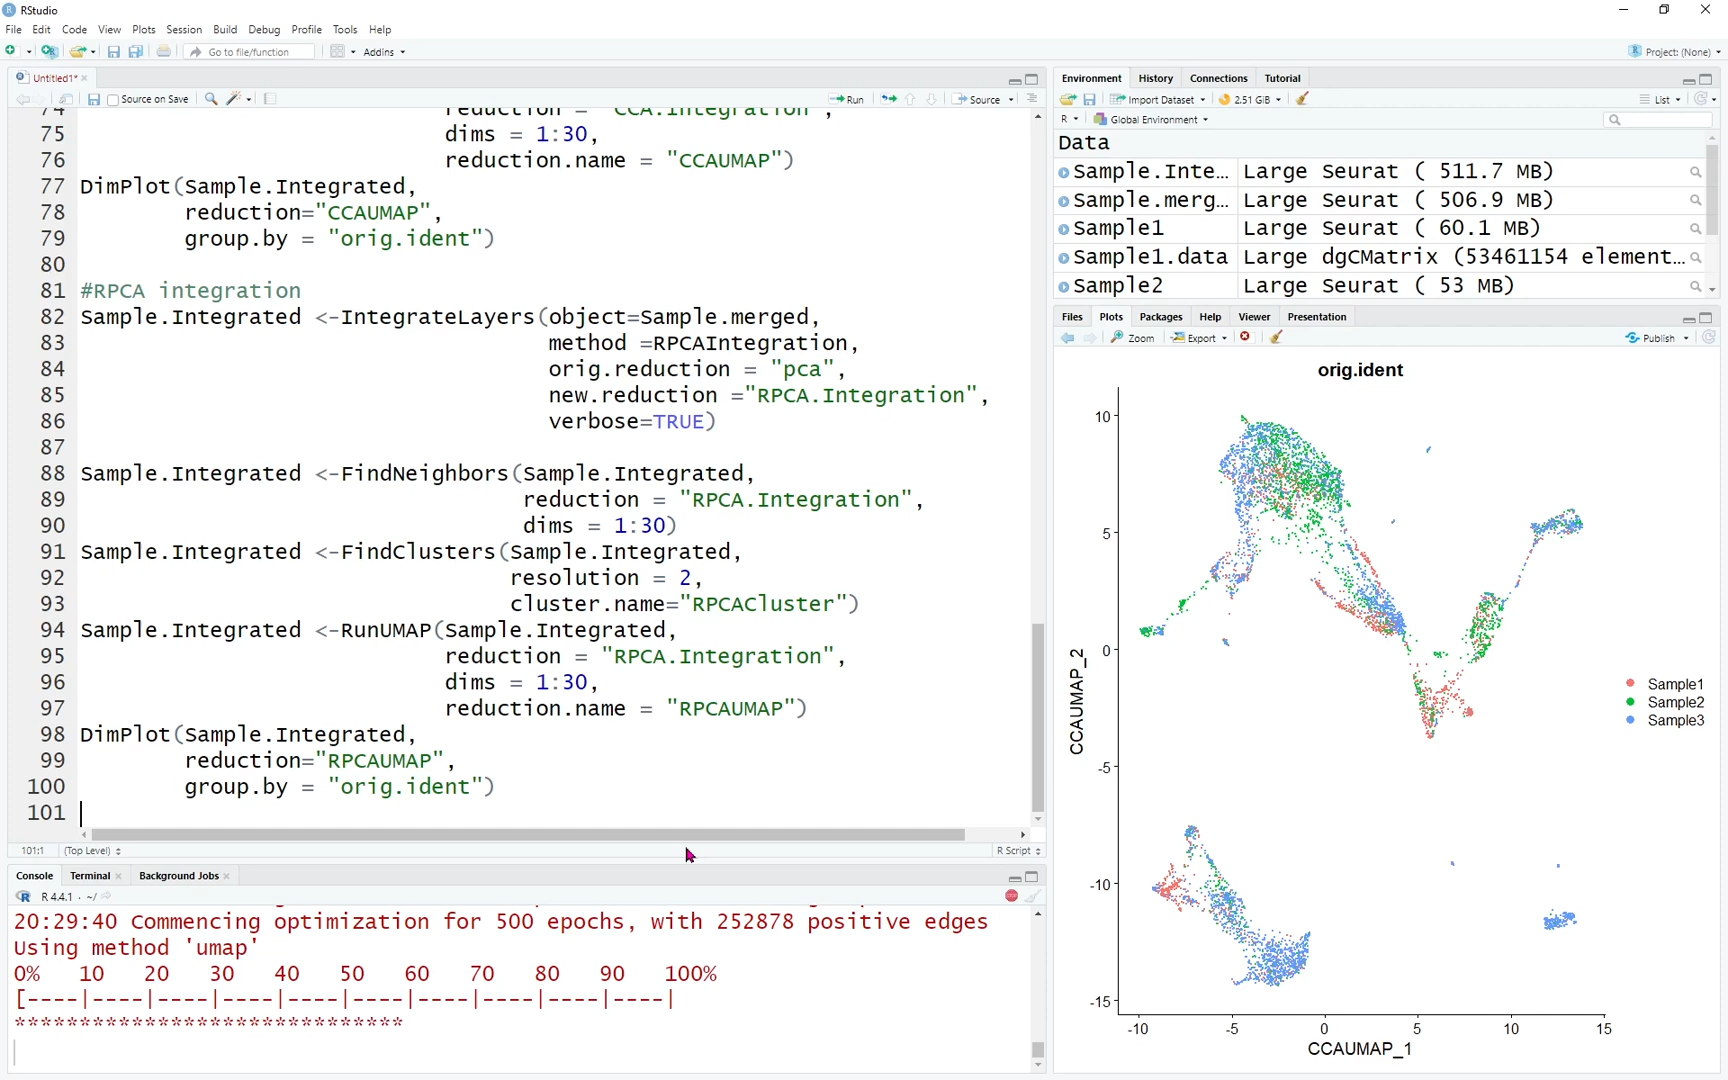 RStudio
File Edit Code View Plots Session Build Debug Profile Tools Help
Go to file/function Addins Project: (None)
Untitled1*
Source on Save Run Source
74 reduction = "CCA.Integration",
75 dims = 1:30,
76 reduction.name = "CCAUMAP")
77 DimPlot(Sample.Integrated,
78 reduction="CCAUMAP",
79 group.by = "orig.ident")
80
81 #RPCA integration
82 Sample.Integrated <-IntegrateLayers(object=Sample.merged,
83 method =RPCAIntegration,
84 orig.reduction = "pca",
85 new.reduction ="RPCA.Integration",
86 verbose=TRUE)
87
88 Sample.Integrated <-FindNeighbors(Sample.Integrated,
89 reduction = "RPCA.Integration",
90 dims = 1:30)
91 Sample.Integrated <-FindClusters(Sample.Integrated,
92 resolution = 2,
93 cluster.name="RPCACluster")
94 Sample.Integrated <-RunUMAP(Sample.Integrated,
95 reduction = "RPCA.Integration",
96 dims = 1:30,
97 reduction.name = "RPCAUMAP")
98 DimPlot(Sample.Integrated,
99 reduction="RPCAUMAP",
100 group.by = "orig.ident")
101
101:1 (Top Level) R Script
Console Terminal Background Jobs
R 4.4.1 · ~/
20:29:40 Commencing optimization for 500 epochs, with 252878 positive edges
Using method 'umap'
0% 10 20 30 40 50 60 70 80 90 100%
[----|----|----|----|----|----|----|----|----|----|
******************************
Environment History Connections Tutorial
Import Dataset 2.51 GiB List
R Global Environment
Data
Sample.Inte… Large Seurat ( 511.7 MB)
Sample.merg… Large Seurat ( 506.9 MB)
Sample1 Large Seurat ( 60.1 MB)
Sample1.data Large dgCMatrix (53461154 element…
Sample2 Large Seurat ( 53 MB)
Files Plots Packages Help Viewer Presentation
Zoom Export Publish
orig.ident
10
5
0
-5
-10
-15
CCAUMAP_2
Sample1
Sample2
Sample3
-10 -5 0 5 10 15
CCAUMAP_1